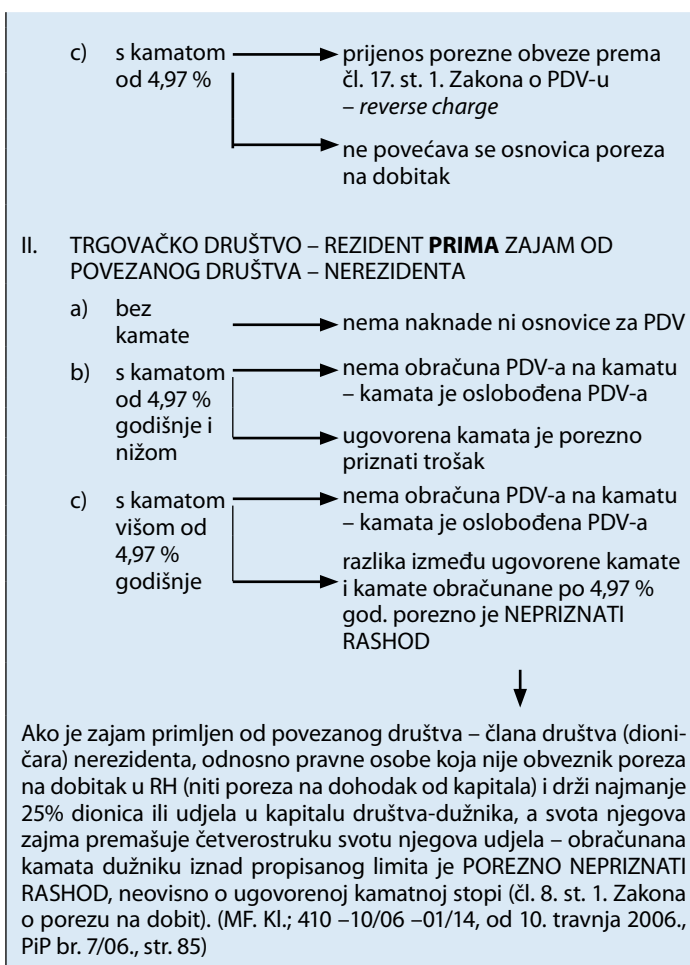 c) s kamatom
od 4,97 %
prijenos porezne obveze prema
čl. 17. st. 1. Zakona o PDV-u
– reverse charge
ne povećava se osnovica poreza
na dobitak
II. TRGOVAČKO DRUŠTVO – REZIDENT PRIMA ZAJAM OD
POVEZANOG DRUŠTVA – NEREZIDENTA
a) bez
kamate
nema naknade ni osnovice za PDV
b) s kamatom
od 4,97 %
godišnje i
nižom
nema obračuna PDV-a na kamatu
– kamata je oslobođena PDV-a
ugovorena kamata je porezno
priznati trošak
c) s kamatom
višom od
4,97 %
godišnje
nema obračuna PDV-a na kamatu
– kamata je oslobođena PDV-a
razlika između ugovorene kamate
i kamate obračunane po 4,97 %
god. porezno je NEPRIZNATI
RASHOD
Ako je zajam primljen od povezanog društva – člana društva (dioni-
čara) nerezidenta, odnosno pravne osobe koja nije obveznik poreza
na dobitak u RH (niti poreza na dohodak od kapitala) i drži najmanje
25% dionica ili udjela u kapitalu društva-dužnika, a svota njegova
zajma premašuje četverostruku svotu njegova udjela – obračunana
kamata dužniku iznad propisanog limita je POREZNO NEPRIZNATI
RASHOD, neovisno o ugovorenoj kamatnoj stopi (čl. 8. st. 1. Zakona
o porezu na dobit). (MF. Kl.; 410 –10/06 –01/14, od 10. travnja 2006.,
PiP br. 7/06., str. 85)